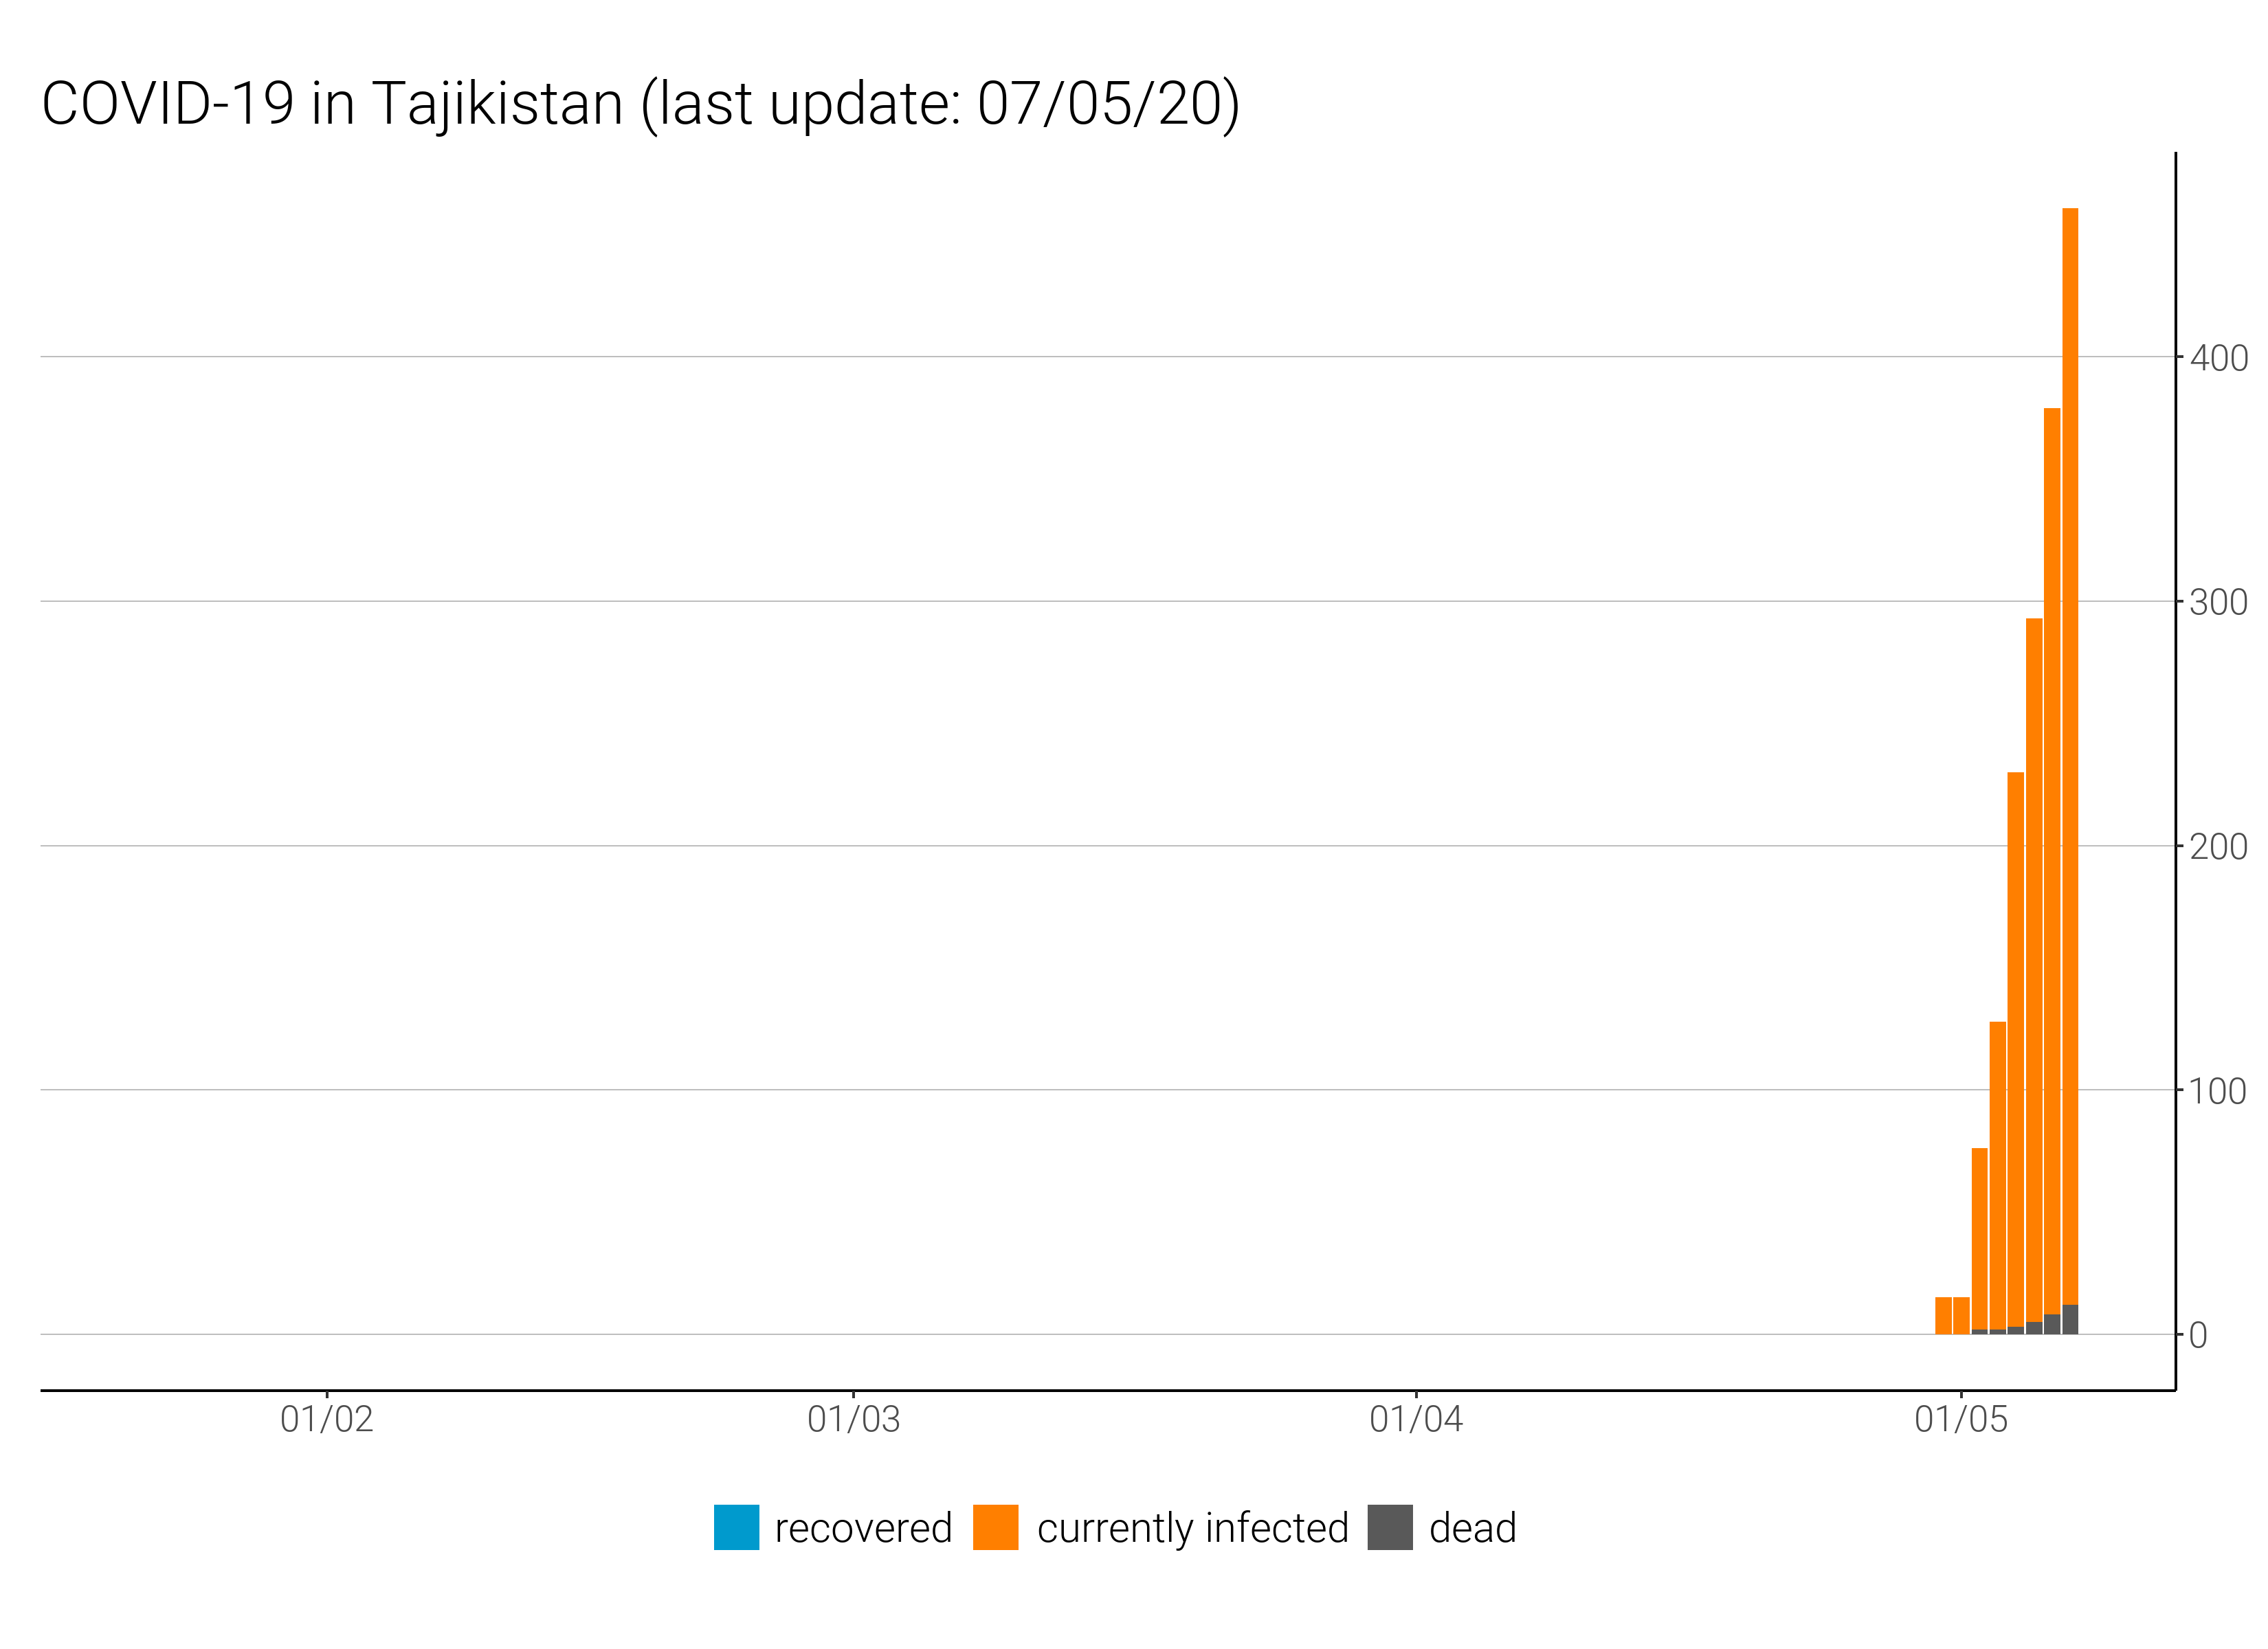 COVID-19 in Tajikistan (last update: 07/05/20)
400
300
200
100
0
01/02 01/03 01/04 01/05
recovered currently infected dead